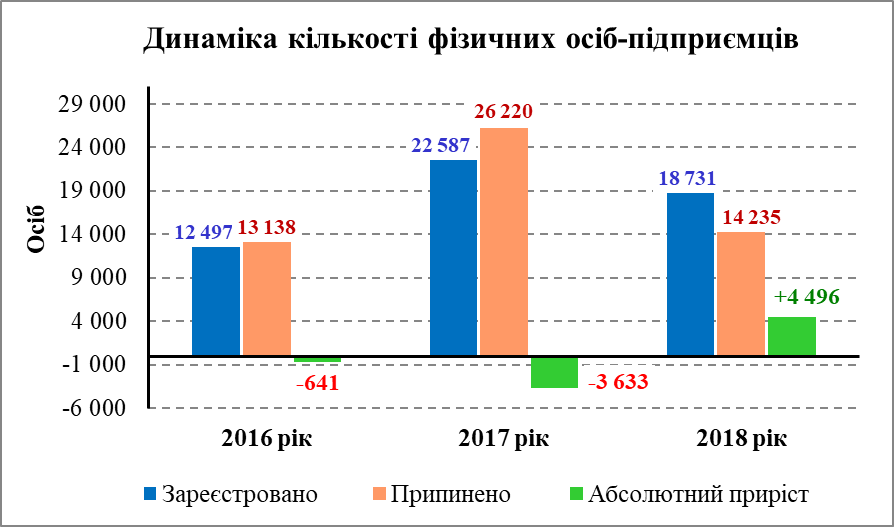 Динаміка кількості фізичних осіб-підприємців
Осіб
29 000
24 000
19 000
14 000
9 000
4 000
-1 000
-6 000
12 497
13 138
-641
22 587
26 220
-3 633
18 731
14 235
+4 496
2016 рік
2017 рік
2018 рік
Зареєстровано
Припинено
Абсолютний приріст